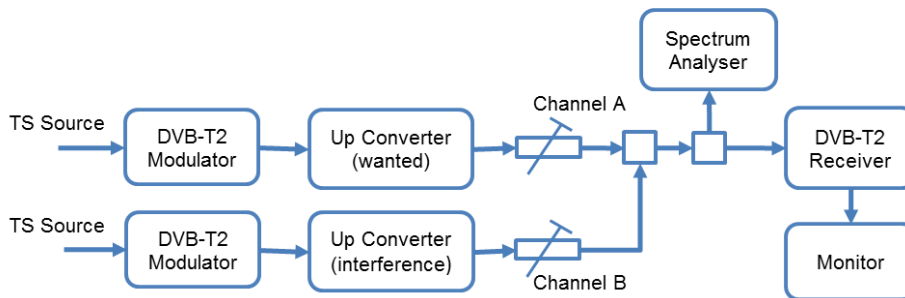 Spectrum
Analyser
Channel A
TS Source
DVB-T2
Modulator
Up Converter
(wanted)
DVB-T2
Receiver
TS Source
DVB-T2
Modulator
Up Converter
(interference)
Channel B
Monitor